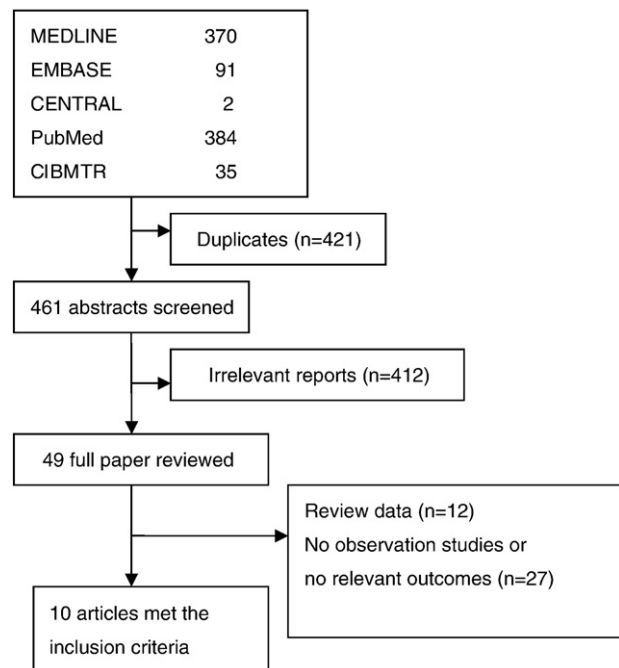 MEDLINE 370
EMBASE 91
CENTRAL 2
PubMed 384
CIBMTR 35
Duplicates (n=421)
461 abstracts screened
Irrelevant reports (n=412)
49 full paper reviewed
Review data (n=12)
No observation studies or
no relevant outcomes (n=27)
10 articles met the
inclusion criteria